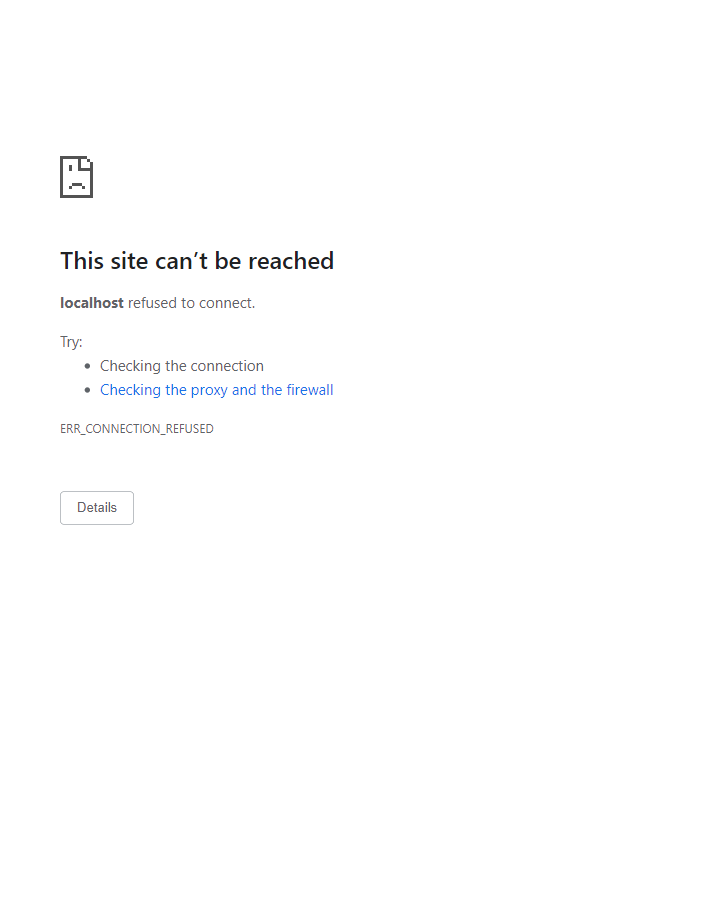 This site can’t be reached
localhost refused to connect.
Try:
Checking the connection
Checking the proxy and the firewall
ERR_CONNECTION_REFUSED
Details